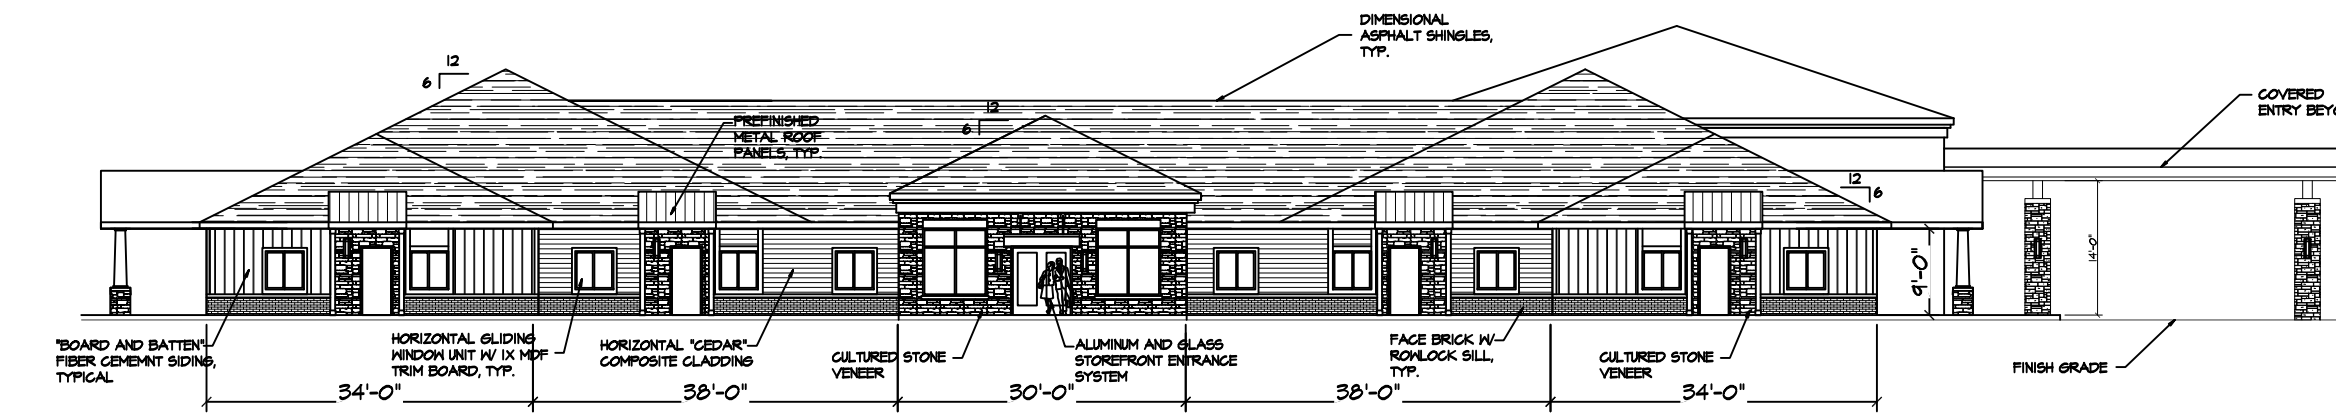 DIMENSIONAL
ASPHALT SHINGLES,
TYP.
12
6
12
6
PREFINISHED
METAL ROOF
PANELS, TYP.
COVERED
ENTRY
12
6
9'-0"
14'-0"
"BOARD AND BATTEN"
FIBER CEMEMNT SIDING,
TYPICAL
HORIZONTAL GLIDING
WINDOW UNIT W/ 1X MDF
TRIM BOARD, TYP.
HORIZONTAL "CEDAR"
COMPOSITE CLADDING
CULTURED STONE
VENEER
ALUMINUM AND GLASS
STOREFRONT ENTRANCE
SYSTEM
FACE BRICK W/
ROWLOCK SILL,
TYP.
CULTURED STONE
VENEER
FINISH GRADE
34'-0"
38'-0"
30'-0"
38'-0"
34'-0"